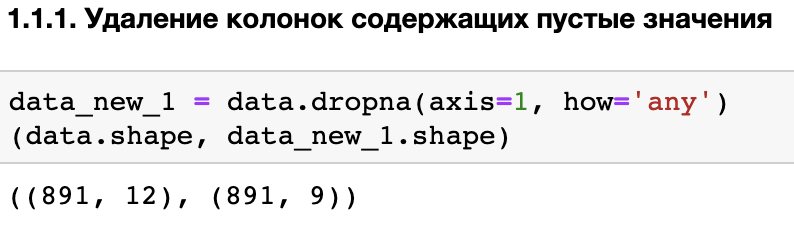 1.1.1. Удаление колонок содержащих пустые значения
data_new_1 = data.dropna(axis=1, how='any')
(data.shape, data_new_1.shape)
((891, 12), (891, 9))